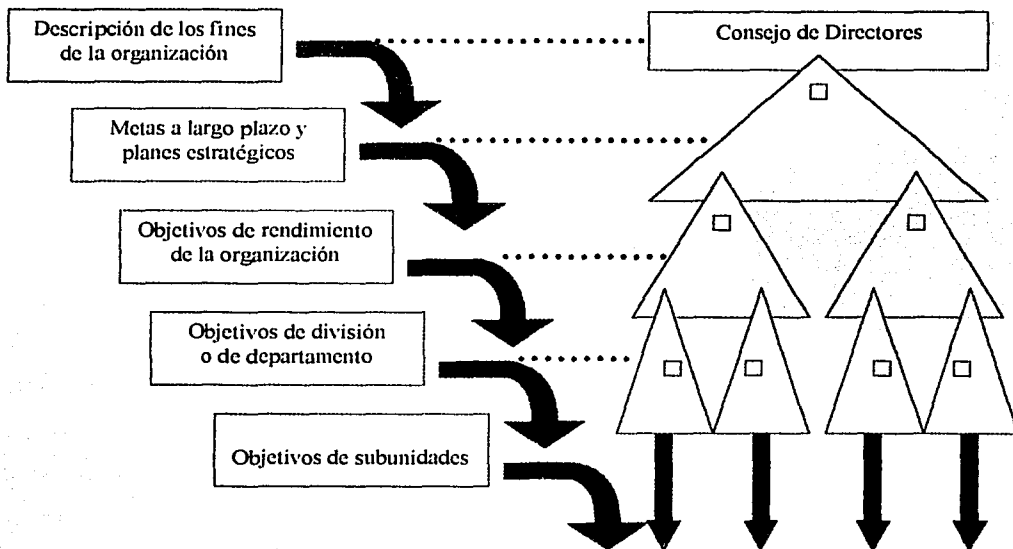 Descripción de los fines
de la organización
Consejo de Directores
Metas a largo plazo y
planes estratégicos
Objetivos de rendimiento
de la organización
Objetivos de división
o de departamento
Objetivos de subunidades